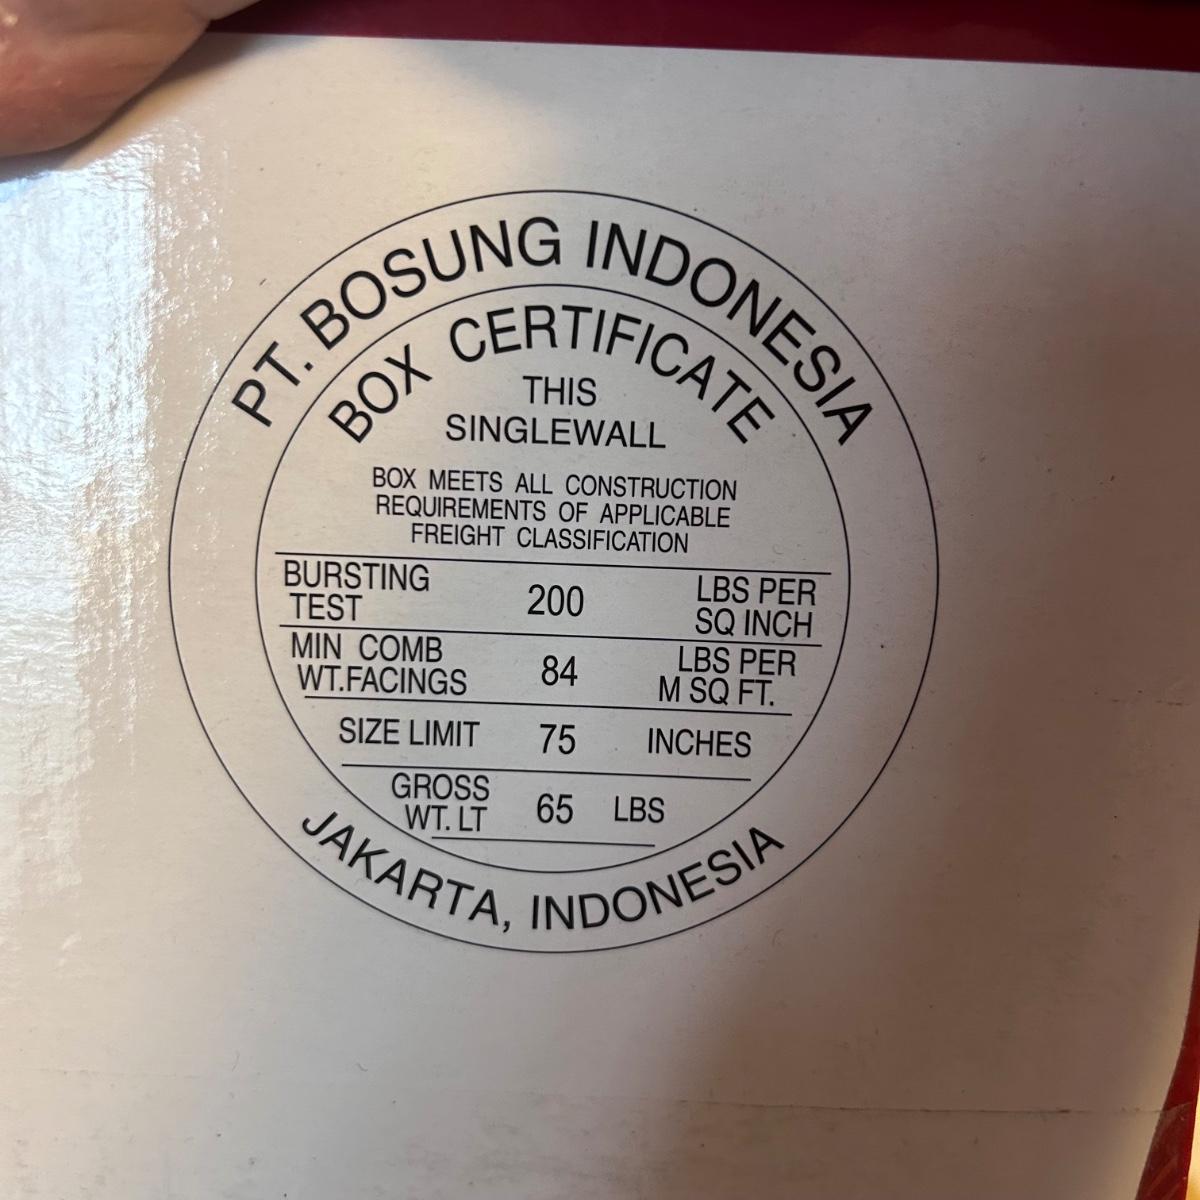 PT. BOSUNG INDONESIA
BOX CERTIFICATE
THIS
SINGLEWALL
BOX MEETS ALL CONSTRUCTION
REQUIREMENTS OF APPLICABLE
FREIGHT CLASSIFICATION
BURSTING TEST 200 LBS PER SQ INCH
MIN COMB WT.FACINGS 84 LBS PER M SQ FT.
SIZE LIMIT 75 INCHES
GROSS WT. LT 65 LBS
JAKARTA, INDONESIA